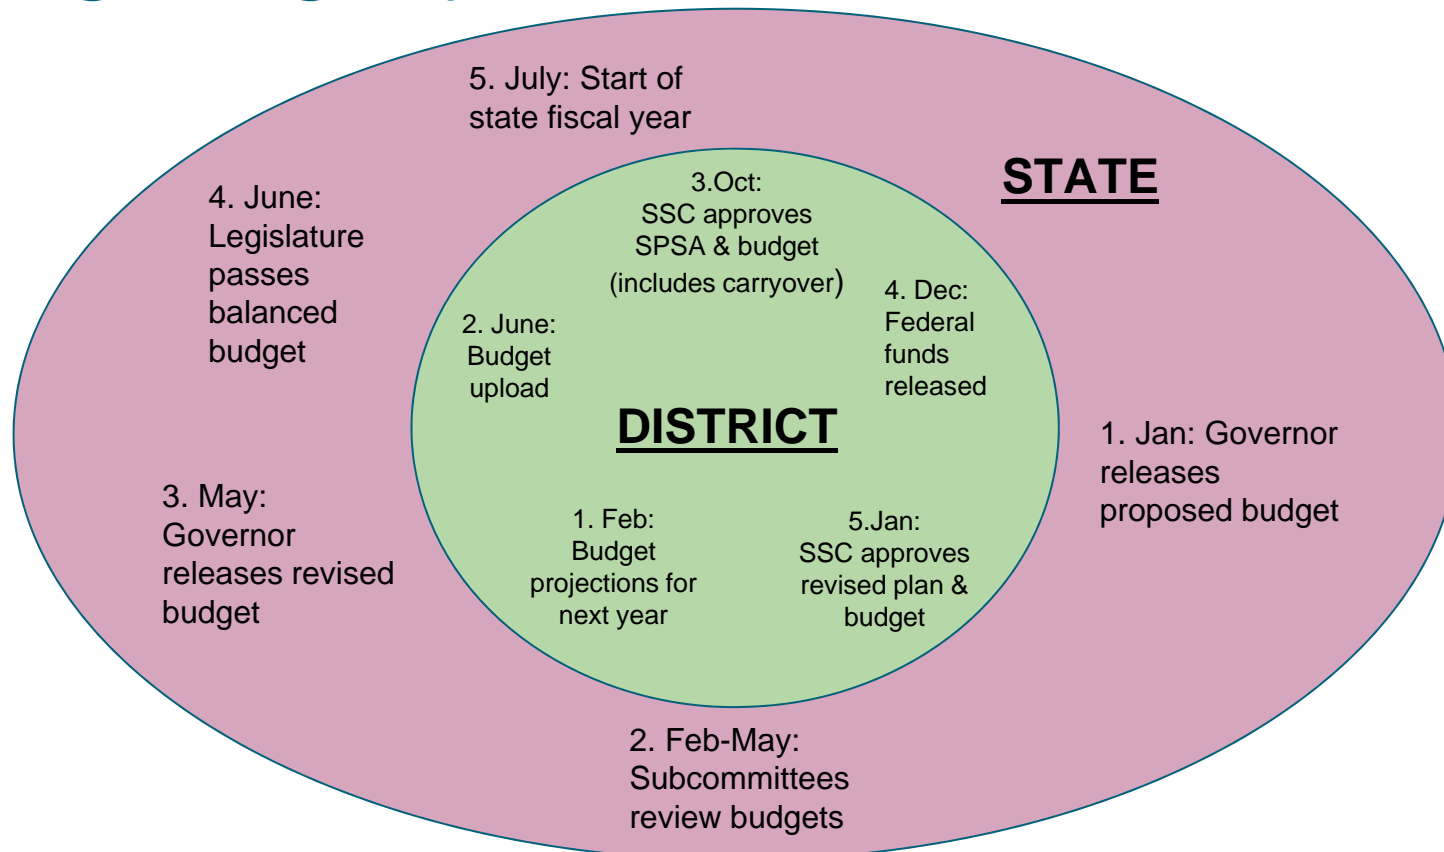 5. July: Start of
state fiscal year
STATE
4. June:
Legislature
passes
balanced
budget
3.Oct:
SSC approves
SPSA & budget
(includes carryover)
4. Dec:
Federal
funds
released
2. June:
Budget
upload
DISTRICT
1. Jan: Governor
releases
proposed budget
3. May:
Governor
releases revised
budget
1. Feb:
Budget
projections for
next year
5.Jan:
SSC approves
revised plan &
budget
2. Feb-May:
Subcommittees
review budgets